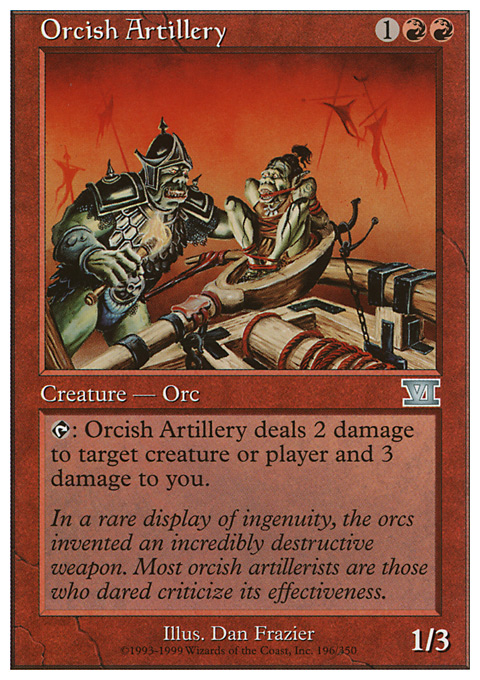 Orcish Artillery 1
Creature — Orc VI
: Orcish Artillery deals 2 damage
to target creature or player and 3
damage to you.
In a rare display of ingenuity, the orcs
invented an incredibly destructive
weapon. Most orcish artillerists are those
who dared criticize its effectiveness.
Illus. Dan Frazier
©1993-1999 Wizards of the Coast, Inc. 196/350
1/3